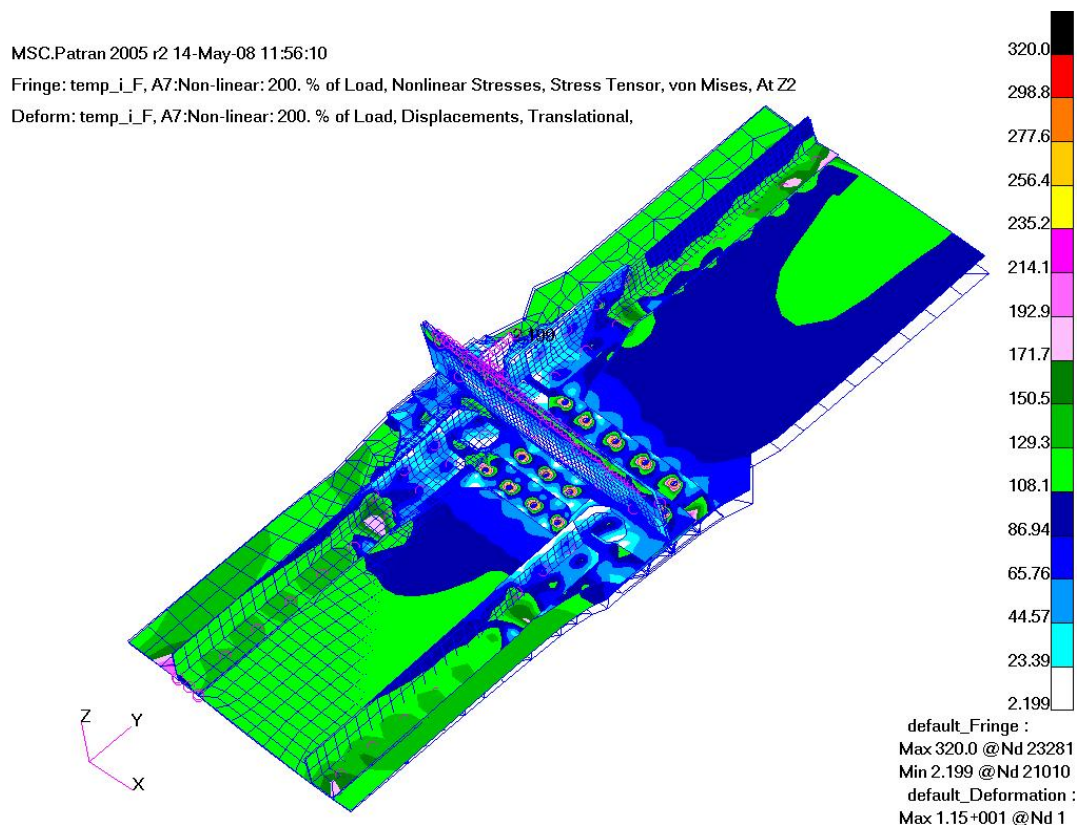 MSC.Patran 2005 r2 14-May-08 11:56:10
Fringe: temp_i_F, A7:Non-linear: 200. % of Load, Nonlinear Stresses, Stress Tensor, von Mises, At Z2
Deform: temp_i_F, A7:Non-linear: 200. % of Load, Displacements, Translational,
320.0
298.8
277.6
256.4
235.2
214.1
192.9
171.7
150.5
129.3
108.1
86.94
65.76
44.57
23.39
2.199
2.199
Z
Y
X
default_Fringe :
Max 320.0 @Nd 23281
Min 2.199 @Nd 21010
default_Deformation :
Max 1.15+001 @Nd 1